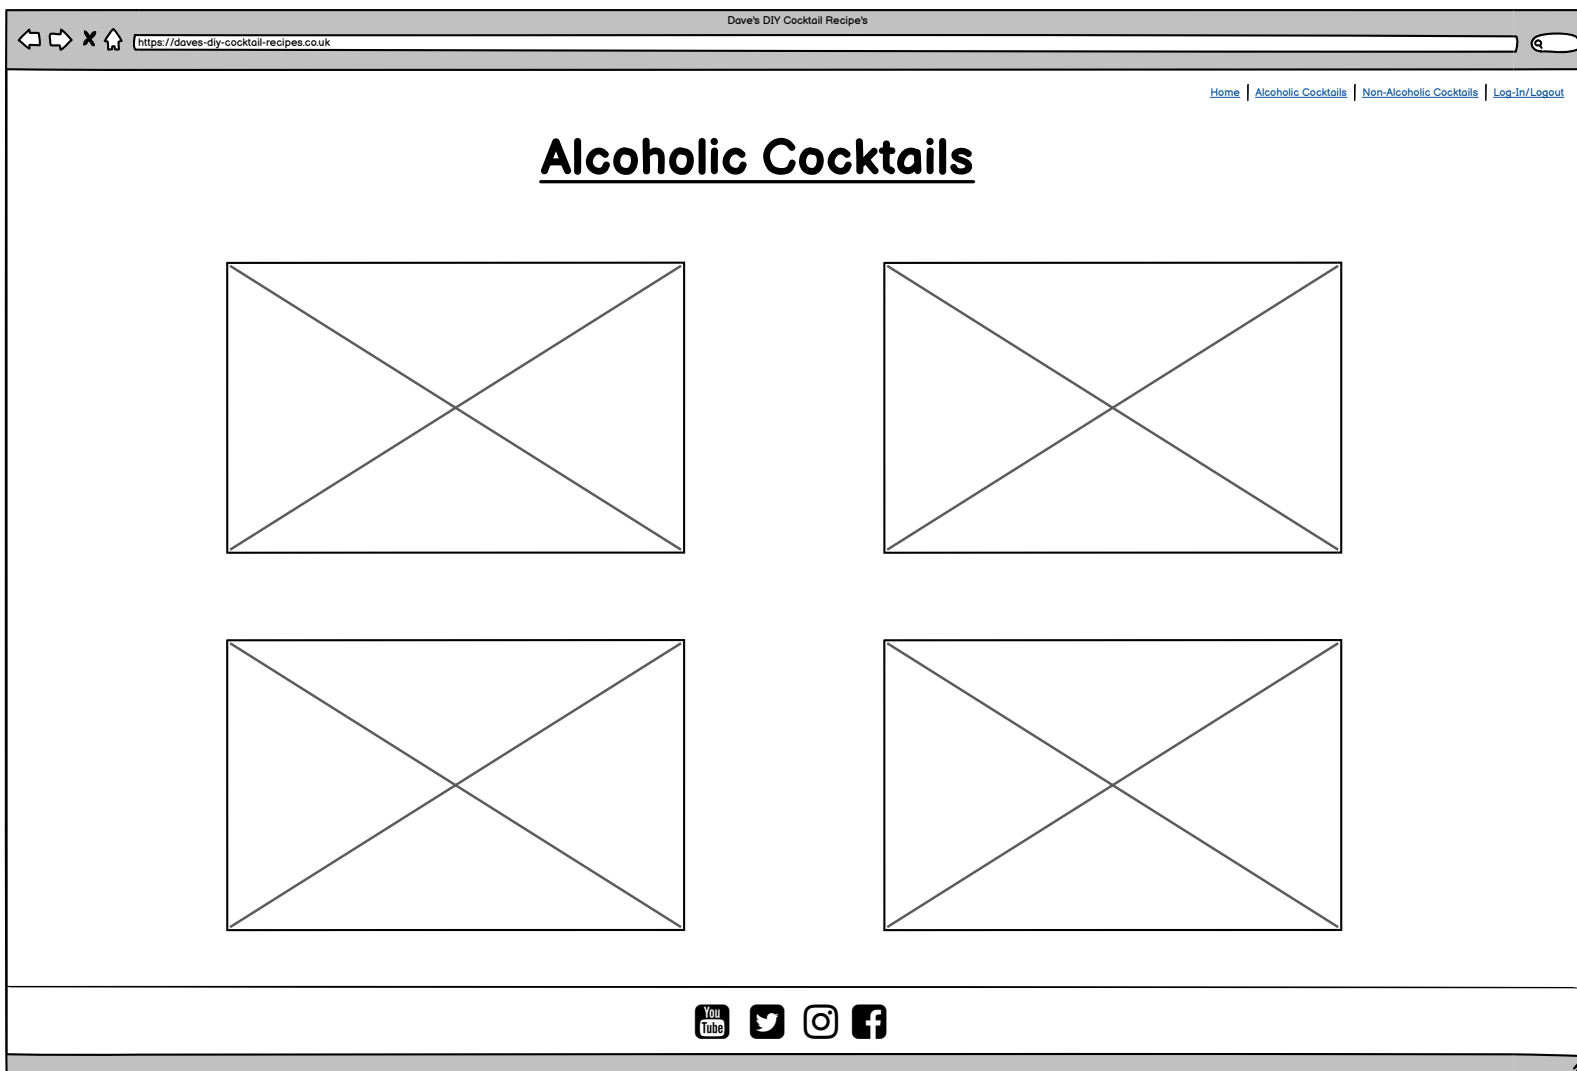 Dave's DIY Cocktail Recipe's
https://daves-diy-cocktail-recipes.co.uk
Home | Alcoholic Cocktails | Non-Alcoholic Cocktails | Log-In/Logout
Alcoholic Cocktails
You
Tube